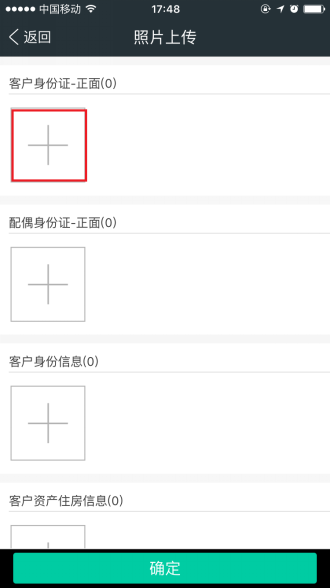 中国移动 17:48
返回 照片上传
客户身份证-正面(0)
配偶身份证-正面(0)
客户身份信息(0)
客户资产住房信息(0)
确定